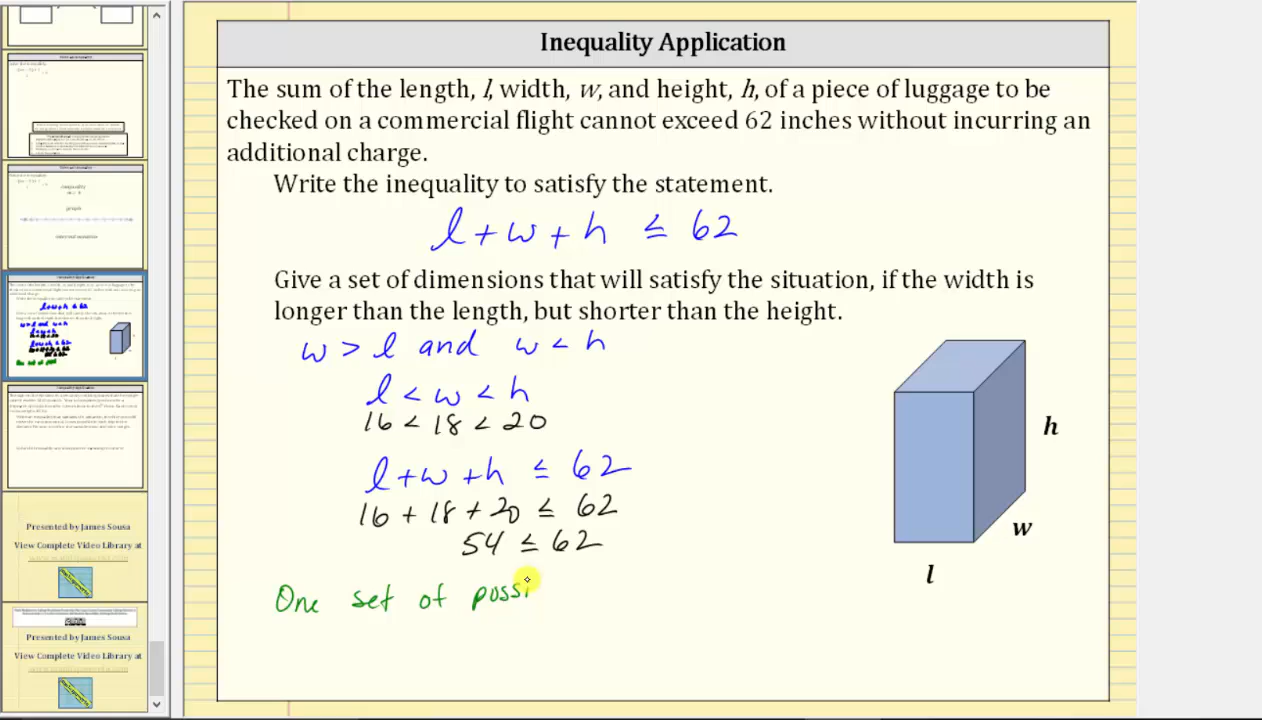 Inequality Application
The sum of the length, l, width, w, and height, h, of a piece of luggage to be
checked on a commercial flight cannot exceed 62 inches without incurring an
additional charge.
Write the inequality to satisfy the statement.
l + w + h ≤ 62
Give a set of dimensions that will satisfy the situation, if the width is
longer than the length, but shorter than the height.
w > l and w < h
l < w < h
16 < 18 < 20
l + w + h ≤ 62
16 + 18 + 20 ≤ 62
54 ≤ 62
One set of possi
h
w
l
Presented by James Sousa
View Complete Video Library at
Presented by James Sousa
View Complete Video Library at